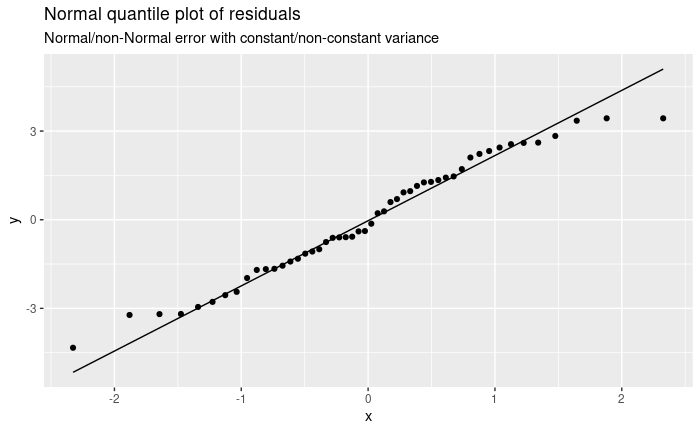 Normal quantile plot of residuals
Normal/non-Normal error with constant/non-constant variance
y
3
0
-3
-2
-1
0
1
2
x